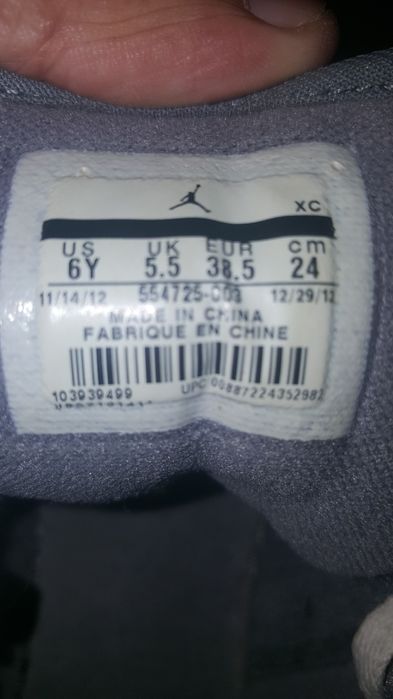 XC
US UK EUR cm
6Y 5.5 38.5 24
11/14/12 554725-003 12/29/12
MADE IN CHINA
FABRIQUE EN CHINE
103939499 UPC 00887224352982